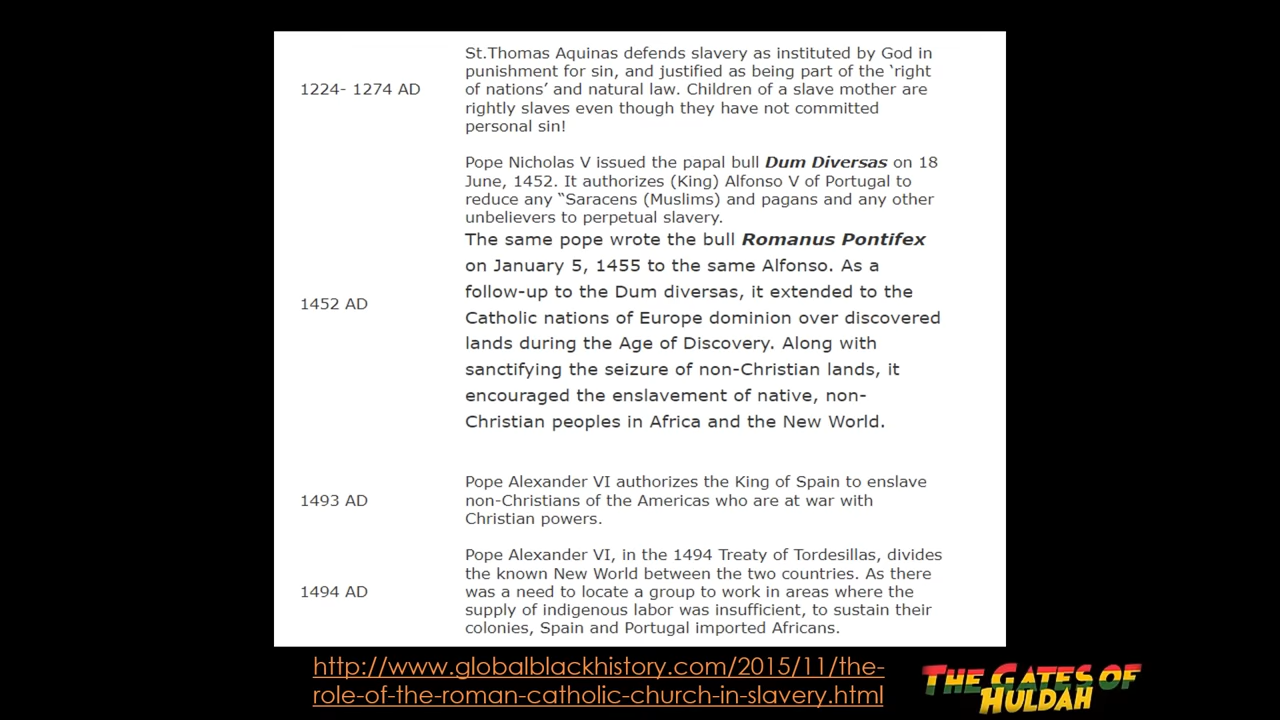 St.Thomas Aquinas defends slavery as instituted by God in
punishment for sin, and justified as being part of the ‘right
1224- 1274 AD
of nations’ and natural law. Children of a slave mother are
rightly slaves even though they have not committed
personal sin!
Pope Nicholas V issued the papal bull Dum Diversas on 18
June, 1452. It authorizes (King) Alfonso V of Portugal to
reduce any “Saracens (Muslims) and pagans and any other
unbelievers to perpetual slavery.
The same pope wrote the bull Romanus Pontifex
on January 5, 1455 to the same Alfonso. As a
follow-up to the Dum diversas, it extended to the
1452 AD
Catholic nations of Europe dominion over discovered
lands during the Age of Discovery. Along with
sanctifying the seizure of non-Christian lands, it
encouraged the enslavement of native, non-
Christian peoples in Africa and the New World.
Pope Alexander VI authorizes the King of Spain to enslave
1493 AD
non-Christians of the Americas who are at war with
Christian powers.
Pope Alexander VI, in the 1494 Treaty of Tordesillas, divides
the known New World between the two countries. As there
1494 AD
was a need to locate a group to work in areas where the
supply of indigenous labor was insufficient, to sustain their
colonies, Spain and Portugal imported Africans.
http://www.globalblackhistory.com/2015/11/the-
role-of-the-roman-catholic-church-in-slavery.html
THE GATES OF
HULDAH